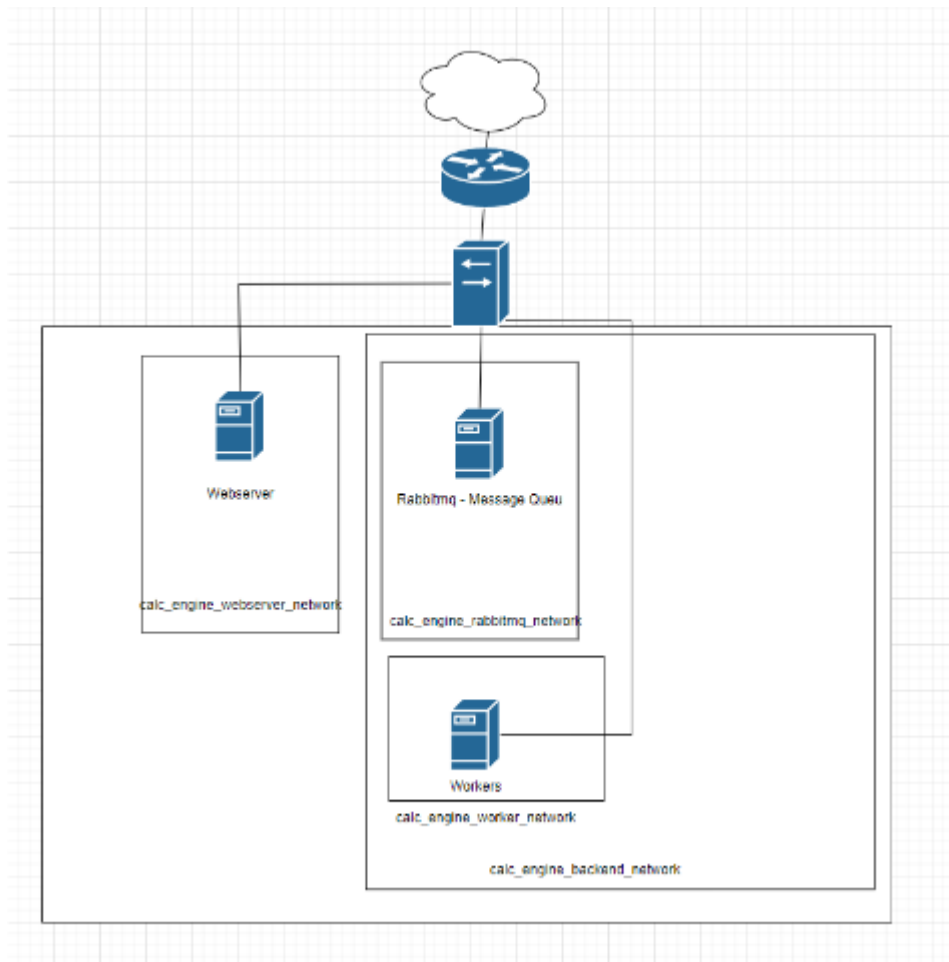 Webserver
calc_engine_webserver_network
Rabbitmq - Message Queu
calc_engine_rabbitmq_network
Workers
calc_engine_worker_network
calc_engine_backend_network